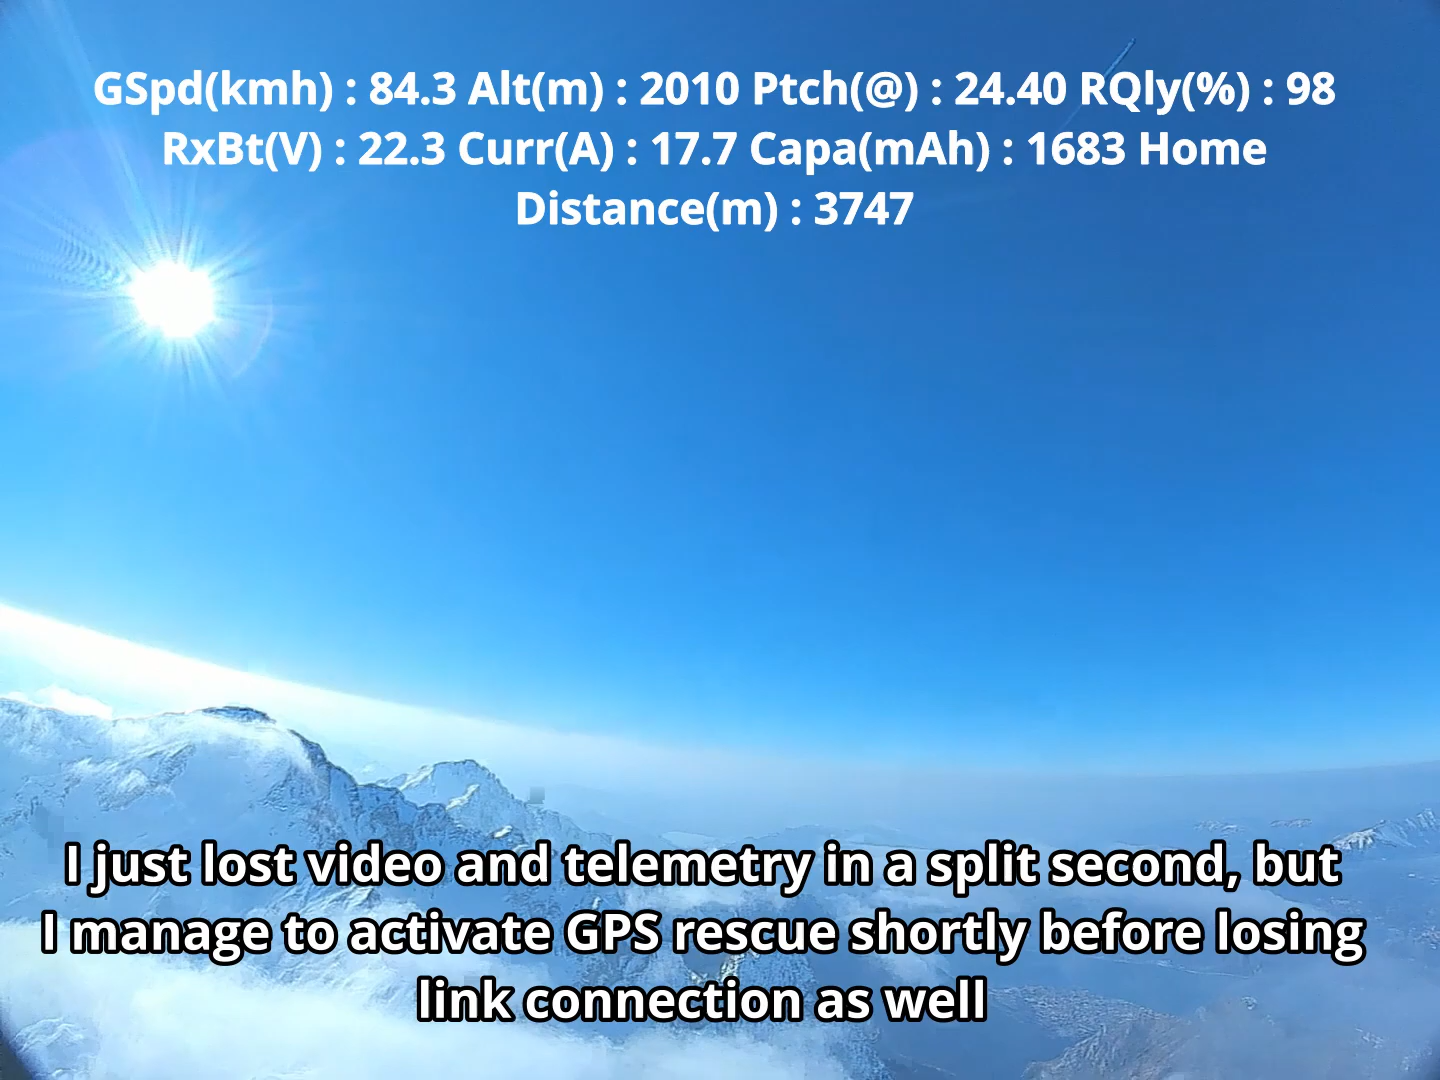 GSpd(kmh) : 84.3 Alt(m) : 2010 Ptch(@) : 24.40 RQly(%) : 98
RxBt(V) : 22.3 Curr(A) : 17.7 Capa(mAh) : 1683 Home
Distance(m) : 3747
I just lost video and telemetry in a split second, but
I manage to activate GPS rescue shortly before losing
link connection as well